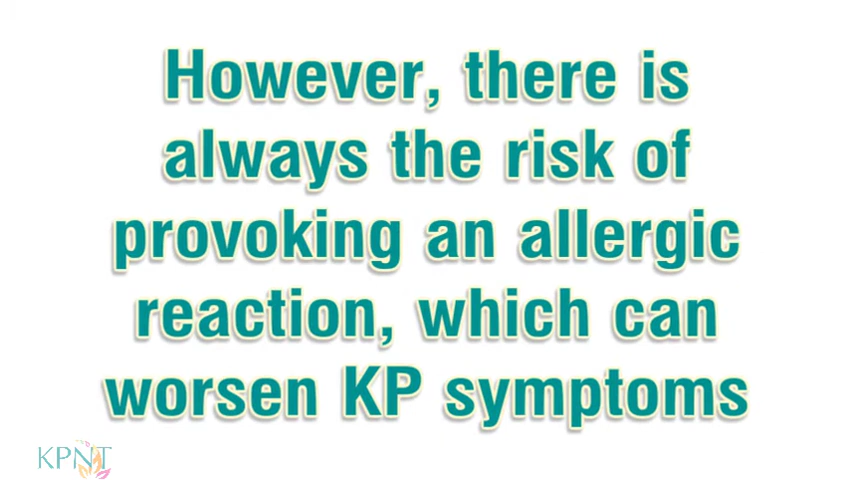 However, there is
always the risk of
provoking an allergic
reaction, which can
worsen KP symptoms
KPNT